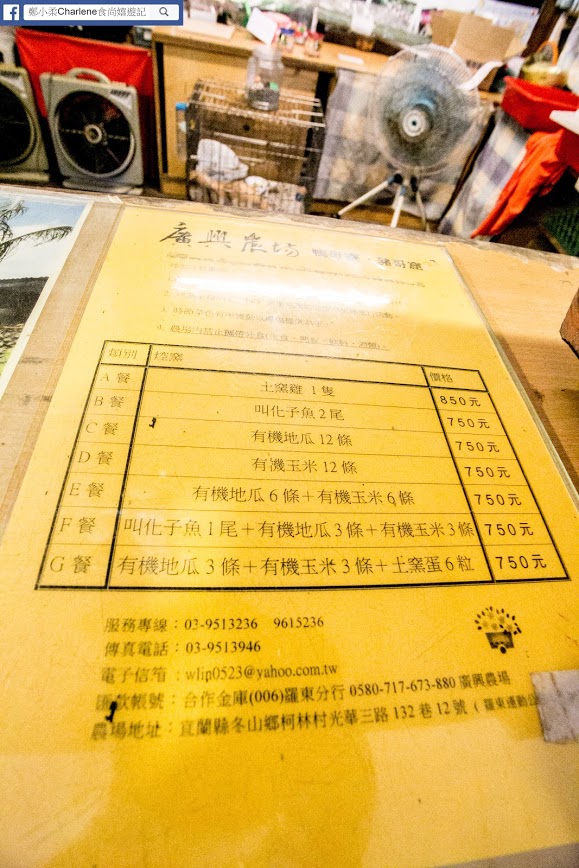 鄭小柔Charlene食尚嬉遊記
廣興農場
類別 控窯 價格
A 餐 土窯雞 1 隻 850元
B 餐 叫化子魚 2 尾 750元
C 餐 有機地瓜 12 條 750元
D 餐 有機玉米 12 條 750元
E 餐 有機地瓜 6 條＋有機玉米 6 條 750元
F 餐 叫化子魚 1 尾＋有機地瓜 3 條＋有機玉米 3 條 750元
G 餐 有機地瓜 3 條＋有機玉米 3 條＋土窯蛋 6 粒 750元
服務專線：03-9513236 9615236
傳真電話：03-9513946
電子信箱：wlip0523@yahoo.com.tw
匯款帳號：合作金庫(006)羅東分行 0580-717-673-880 廣興農場
農場地址：宜蘭縣冬山鄉柯林村光華三路 132 巷 12 號 ( 羅東運動公